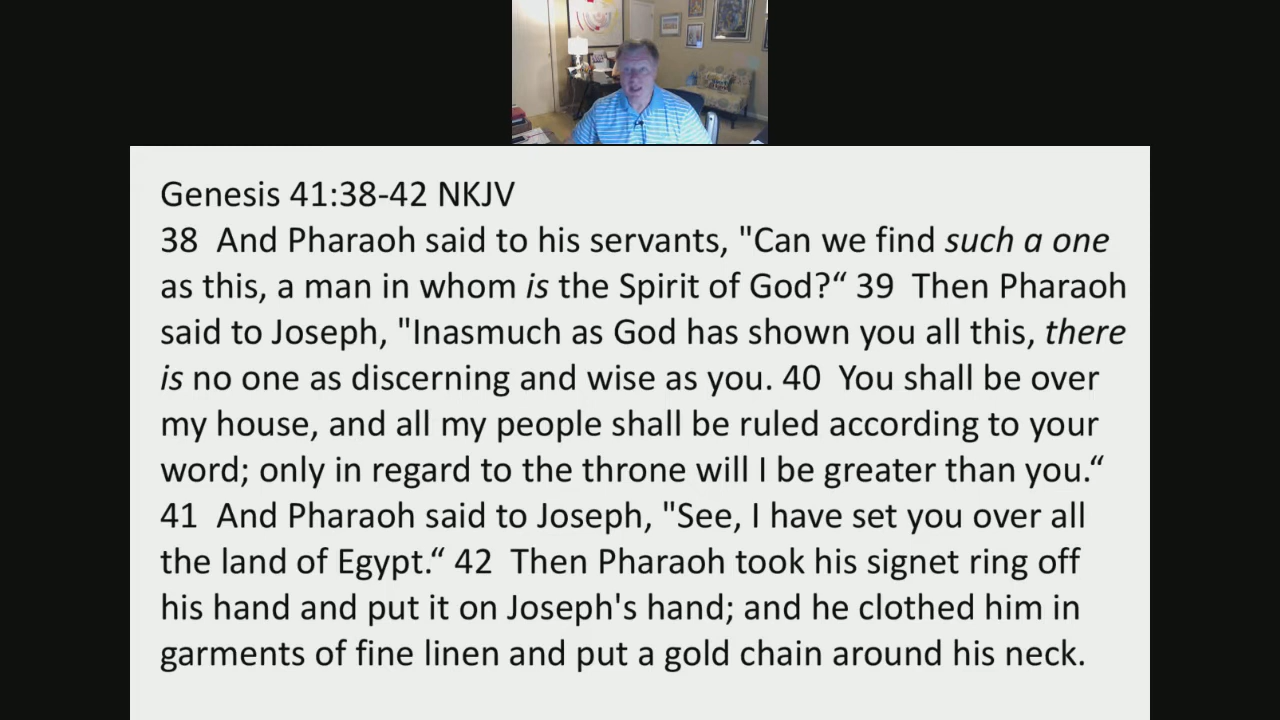 Genesis 41:38-42 NKJV
38  And Pharaoh said to his servants, "Can we find such a one
as this, a man in whom is the Spirit of God?“ 39  Then Pharaoh
said to Joseph, "Inasmuch as God has shown you all this, there
is no one as discerning and wise as you. 40  You shall be over
my house, and all my people shall be ruled according to your
word; only in regard to the throne will I be greater than you.“
41  And Pharaoh said to Joseph, "See, I have set you over all
the land of Egypt.“ 42  Then Pharaoh took his signet ring off
his hand and put it on Joseph's hand; and he clothed him in
garments of fine linen and put a gold chain around his neck.